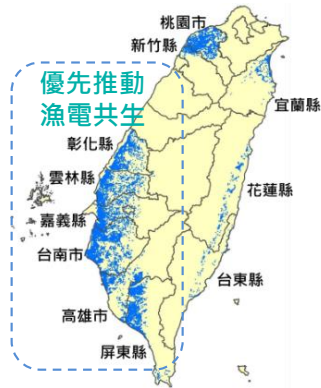 桃園市
新竹縣
優先推動
漁電共生
宜蘭縣
彰化縣
雲林縣
花蓮縣
嘉義縣
台南市
台東縣
高雄市
屏東縣